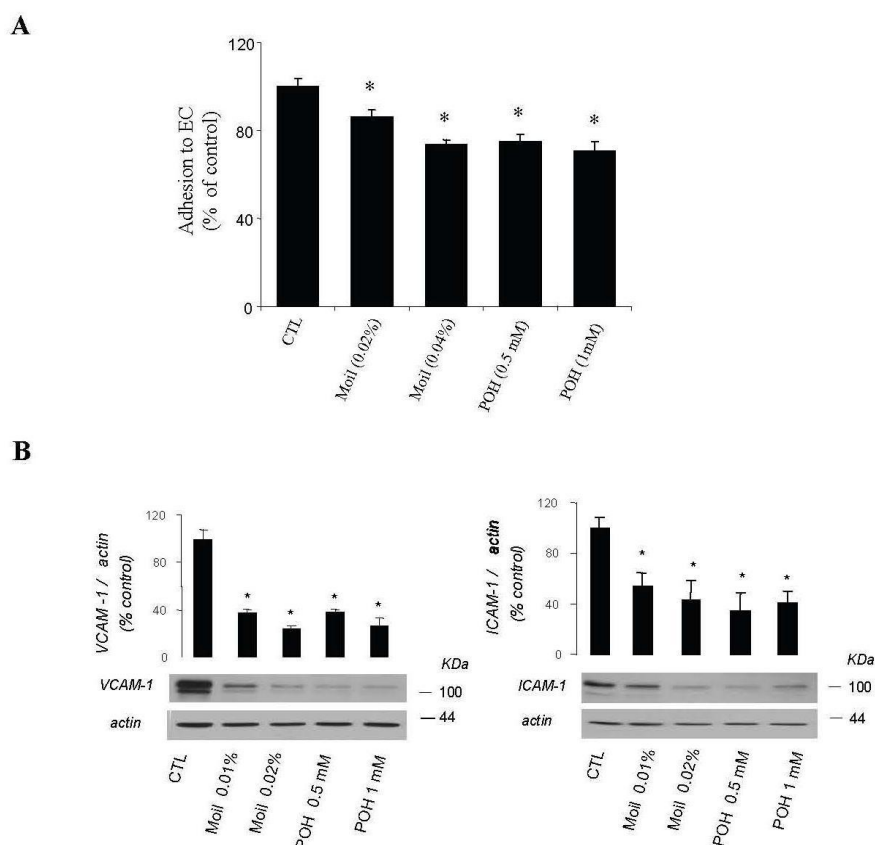 A
120
80
40
0
Adhesion to EC
(% of control)
*
*
*
*
CTL
Moil (0.02%)
Moil (0.04%)
POH (0.5 mM)
POH (1mM)
B
120
80
40
0
VCAM -1 / actin
(% control)
*
*
*
*
KDa
VCAM-1
— 100
actin
— 44
CTL
Moil 0.01%
Moil 0.02%
POH 0.5 mM
POH 1 mM
120
80
40
0
ICAM-1 / actin
(% control)
*
*
*
*
KDa
ICAM-1
— 100
actin
— 44
CTL
Moil 0.01%
Moil 0.02%
POH 0.5 mM
POH 1 mM